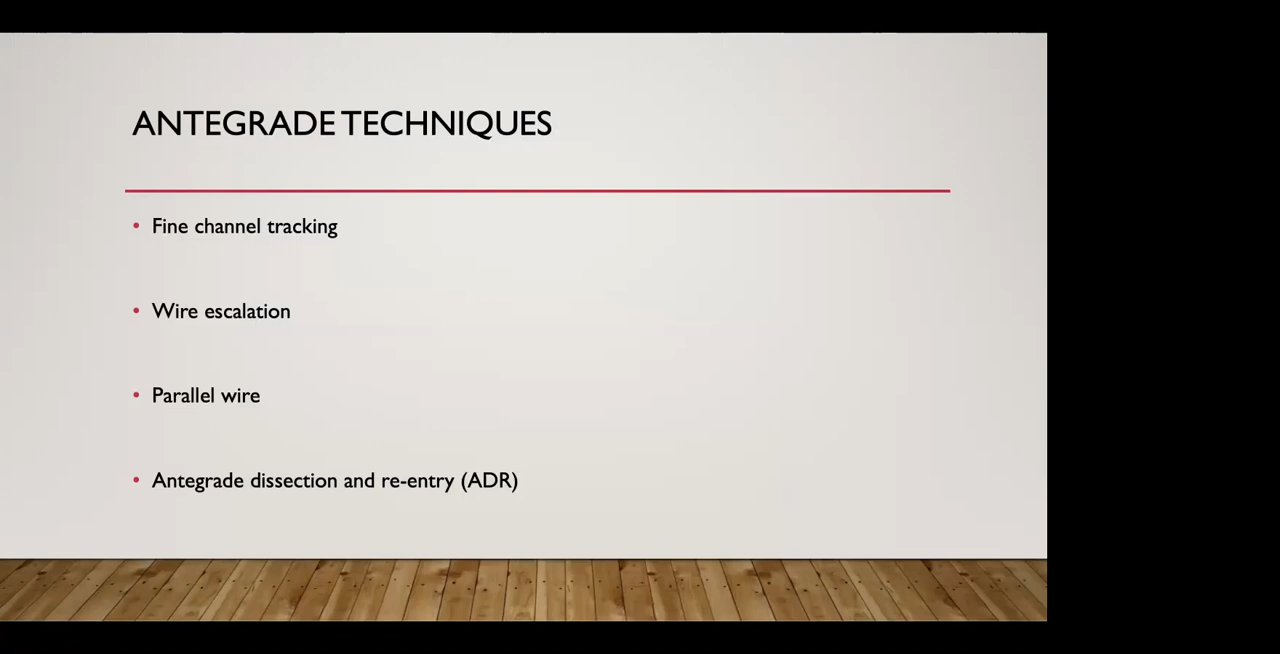 ANTEGRADE TECHNIQUES
• Fine channel tracking
• Wire escalation
• Parallel wire
• Antegrade dissection and re-entry (ADR)